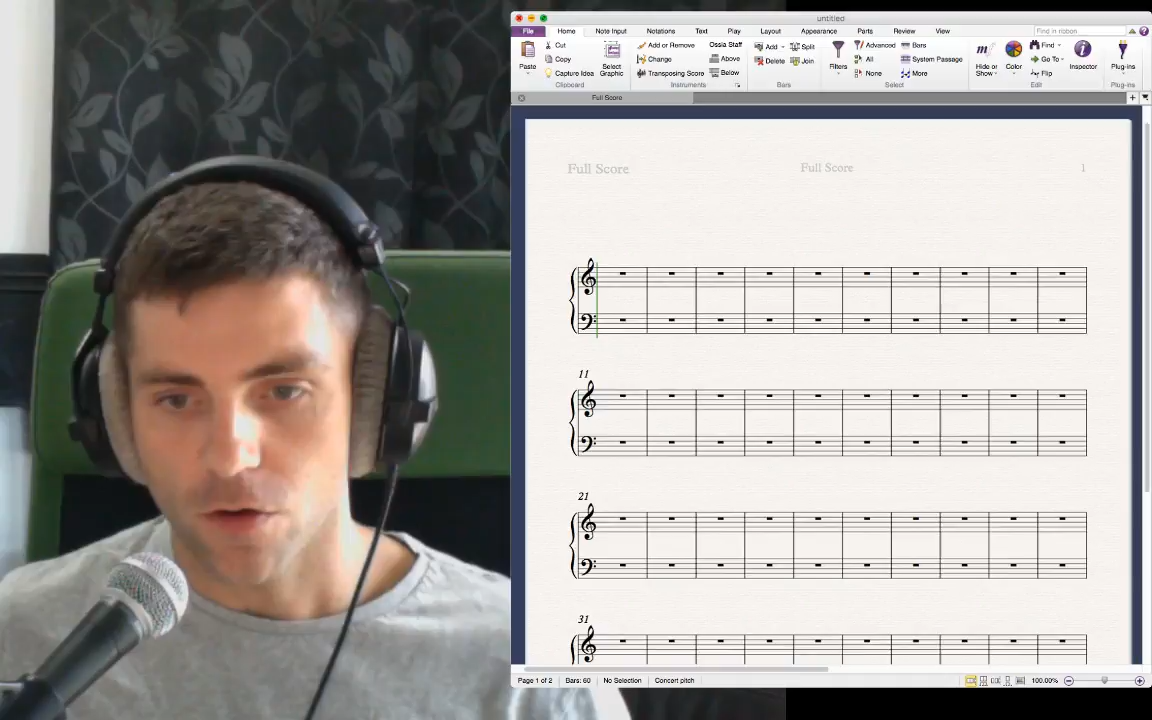 untitled
File Home Note Input Notations Text Play Layout Appearance Parts Review View Find in ribbon
Paste Cut Copy Capture Idea Select Graphic Add or Remove Change Transposing Score Ossia Staff Above Below Add Split Delete Join Filters Advanced All None Bars System Passage More Hide or Show Color Find Go To Flip Inspector Plug-ins
Clipboard Instruments Bars Select Edit Plug-ins
Full Score
Full Score Full Score 1
11
21
31
Page 1 of 2 Bars: 60 No Selection Concert pitch 100.00%